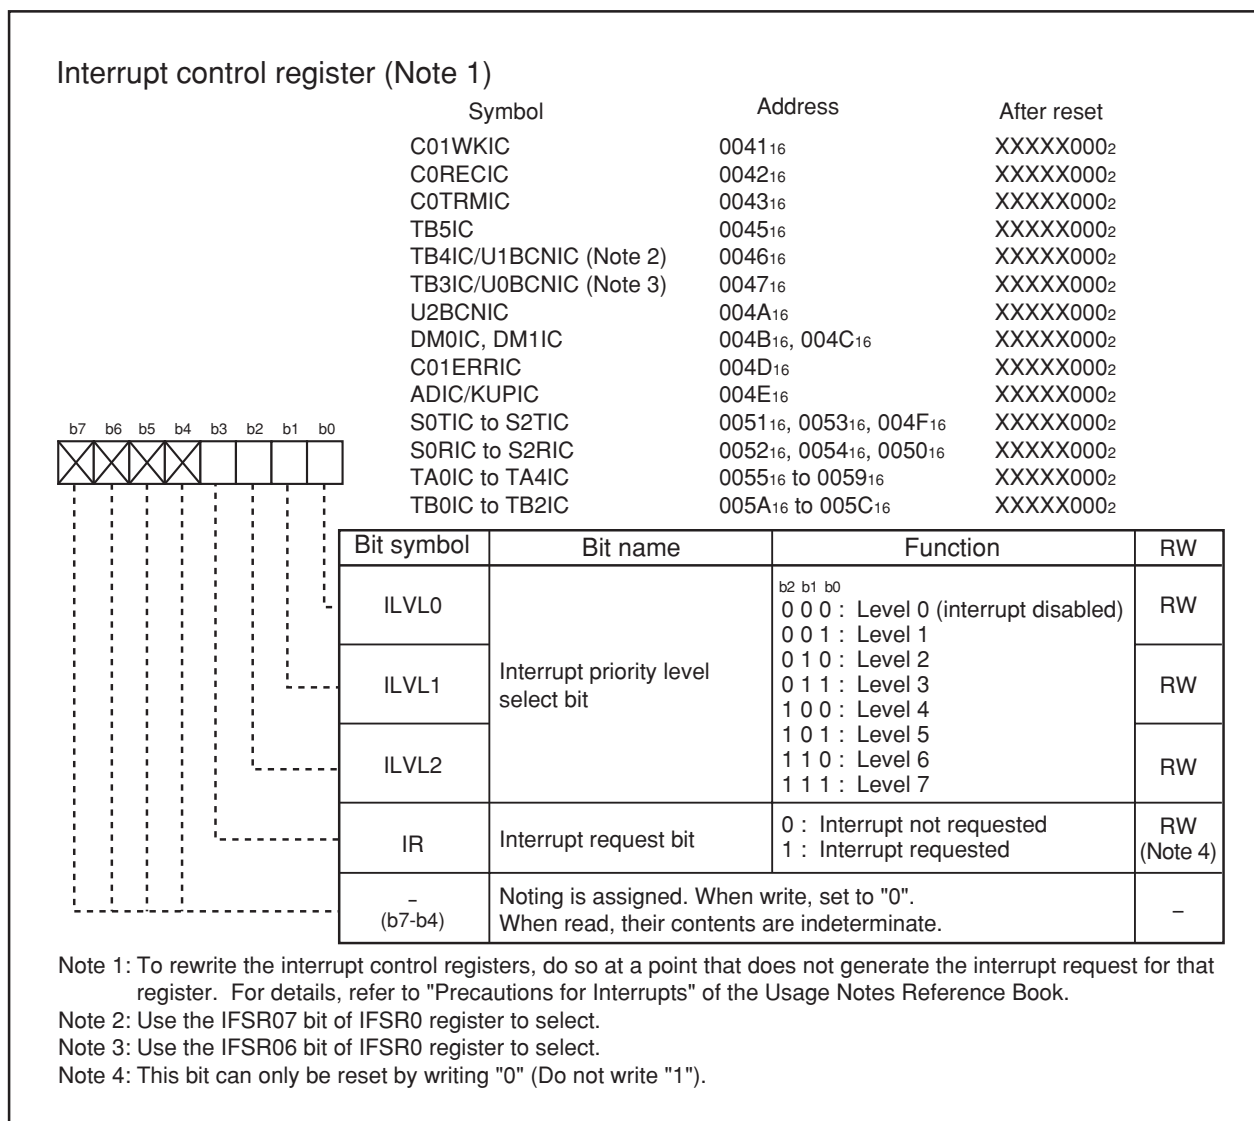 Interrupt control register (Note 1)
Symbol Address After reset
C01WKIC 004116 XXXXX0002
C0RECIC 004216 XXXXX0002
C0TRMIC 004316 XXXXX0002
TB5IC 004516 XXXXX0002
TB4IC/U1BCNIC (Note 2) 004616 XXXXX0002
TB3IC/U0BCNIC (Note 3) 004716 XXXXX0002
U2BCNIC 004A16 XXXXX0002
DM0IC, DM1IC 004B16, 004C16 XXXXX0002
C01ERRIC 004D16 XXXXX0002
ADIC/KUPIC 004E16 XXXXX0002
S0TIC to S2TIC 005116, 005316, 004F16 XXXXX0002
S0RIC to S2RIC 005216, 005416, 005016 XXXXX0002
TA0IC to TA4IC 005516 to 005916 XXXXX0002
TB0IC to TB2IC 005A16 to 005C16 XXXXX0002
b7 b6 b5 b4 b3 b2 b1 b0
Bit symbol Bit name Function RW
ILVL0
ILVL1
ILVL2
Interrupt priority level
select bit
b2 b1 b0
0 0 0 : Level 0 (interrupt disabled)
0 0 1 : Level 1
0 1 0 : Level 2
0 1 1 : Level 3
1 0 0 : Level 4
1 0 1 : Level 5
1 1 0 : Level 6
1 1 1 : Level 7
RW
RW
RW
IR
Interrupt request bit
0 : Interrupt not requested
1 : Interrupt requested
RW
(Note 4)
–
(b7-b4)
Noting is assigned. When write, set to "0".
When read, their contents are indeterminate.
–
Note 1: To rewrite the interrupt control registers, do so at a point that does not generate the interrupt request for that
register. For details, refer to "Precautions for Interrupts" of the Usage Notes Reference Book.
Note 2: Use the IFSR07 bit of IFSR0 register to select.
Note 3: Use the IFSR06 bit of IFSR0 register to select.
Note 4: This bit can only be reset by writing "0" (Do not write "1").